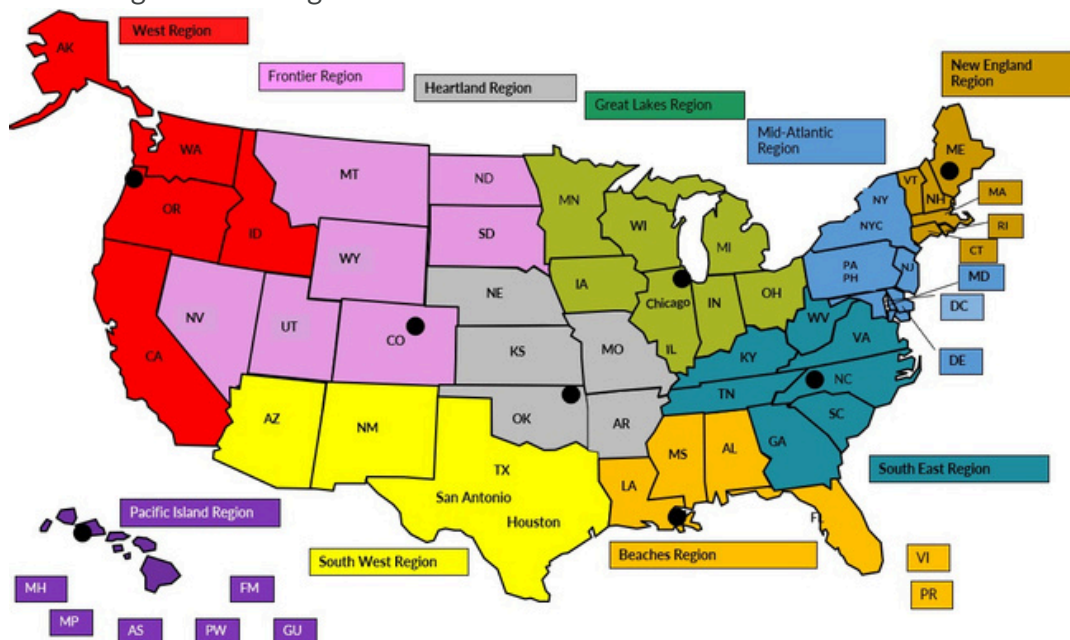 AK
West Region
Frontier Region
Heartland Region
Great Lakes Region
Mid-Atlantic
Region
New England
Region
WA
OR
ID
CA
MT
WY
NV
UT
CO
ND
SD
NE
KS
OK
MO
AR
MN
WI
MI
IA
Chicago
IL
IN
OH
NY
NYC
PA
PH
NJ
VT
NH
ME
MA
RI
CT
MD
DC
DE
WV
VA
KY
TN
NC
SC
GA
South East Region
AZ
NM
TX
San Antonio
Houston
South West Region
LA
MS
AL
FL
Beaches Region
VI
PR
Pacific Island Region
MH
MP
AS
PW
FM
GU